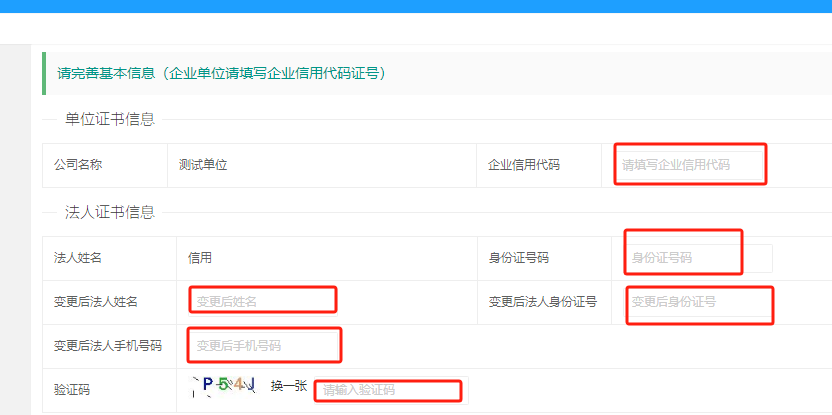 请完善基本信息（企业单位请填写企业信用代码证号）
单位证书信息
公司名称 测试单位 企业信用代码 请填写企业信用代码
法人证书信息
法人姓名 信用 身份证号码 身份证号码
变更后法人姓名 变更后姓名 变更后法人身份证号 变更后身份证号
变更后法人手机号码 变更后手机号码
验证码 P54J 换一张 请输入验证码